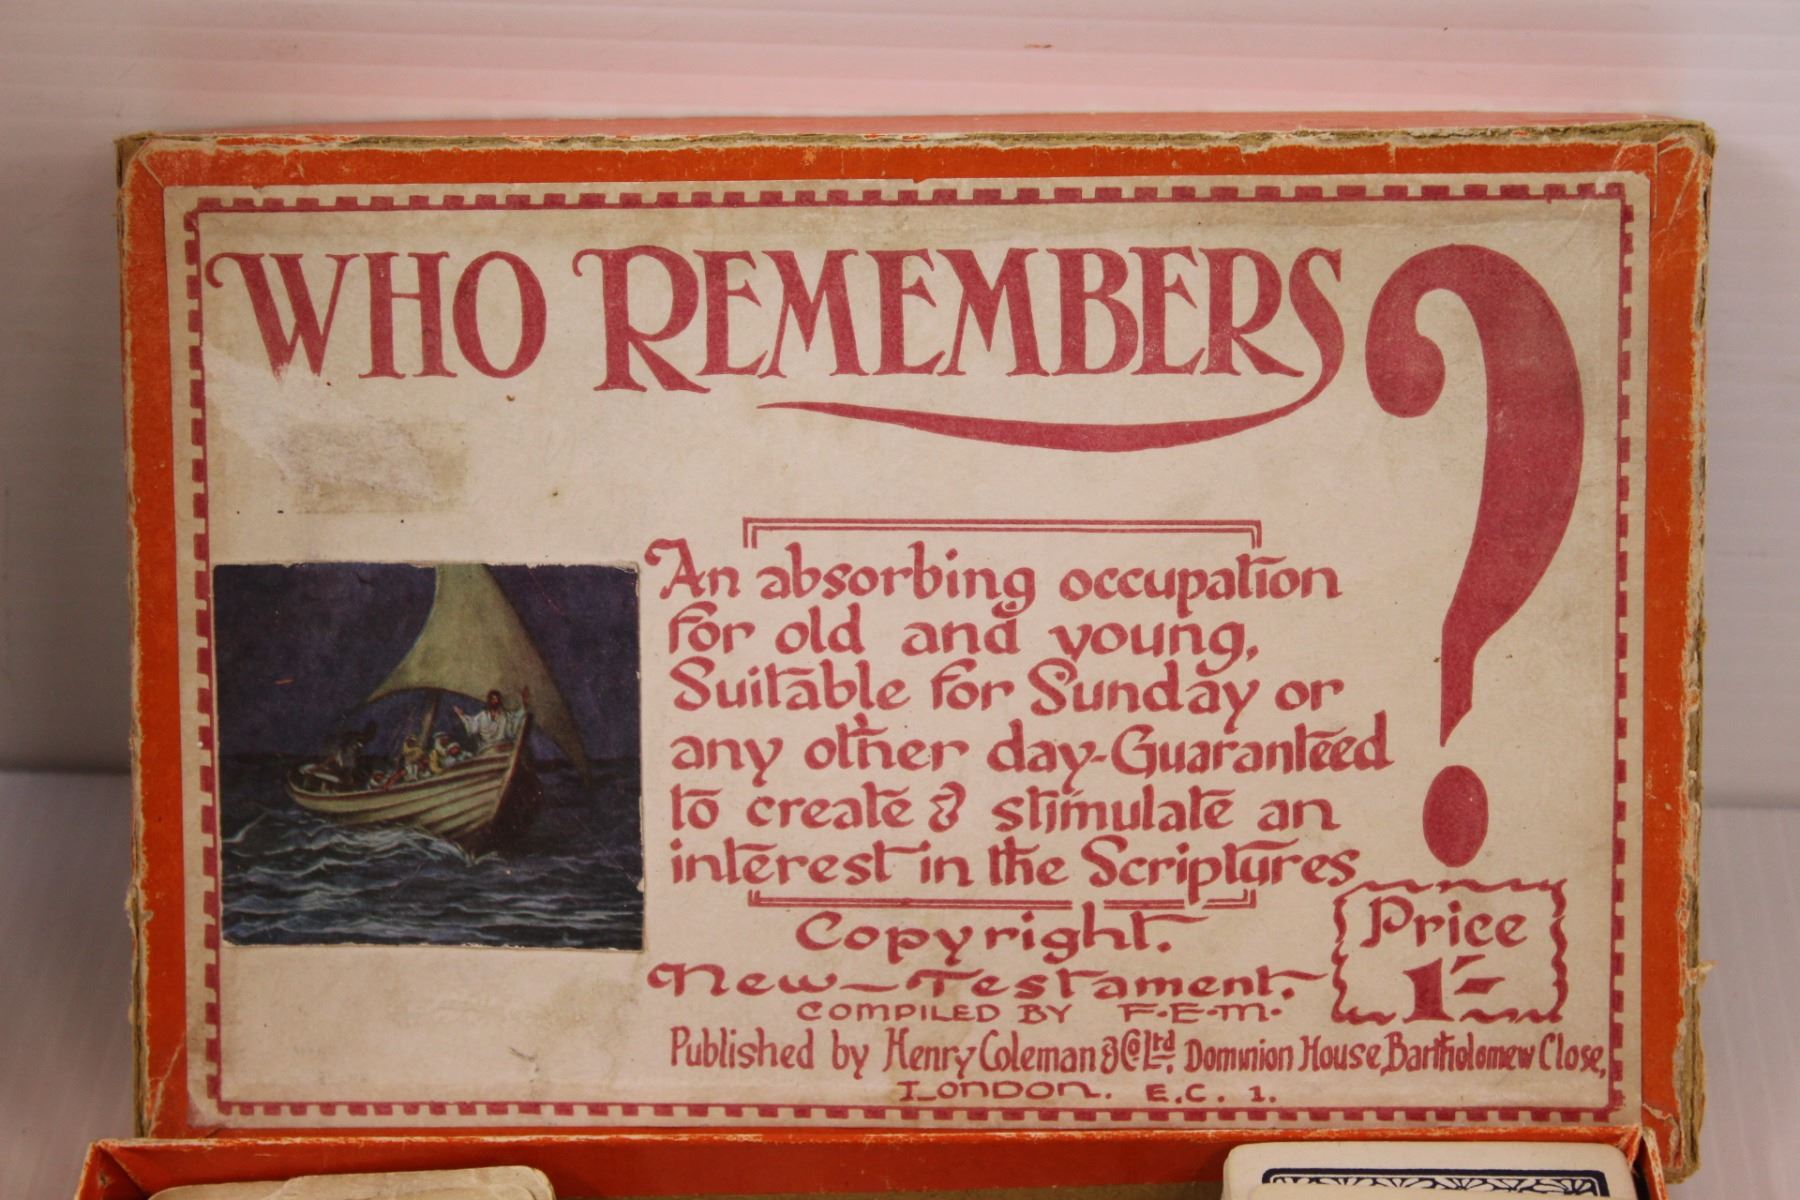 WHO REMEMBERS?
An absorbing occupation
for old and young,
Suitable for Sunday or
any other day-Guaranteed
to create & stimulate an
interest in the Scriptures
Copyright.
New-Testament.
COMPILED BY F.E.M.
Price
1/-
Published by Henry Coleman & Co Ltd. Dominion House, Bartholomew Close,
LONDON. E.C. 1.